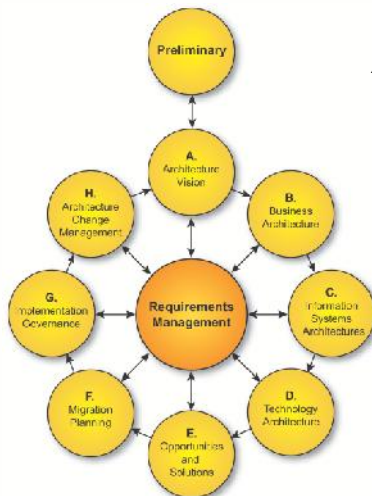 Preliminary
A.
Architecture
Vision
B.
Business
Architecture
C.
Information
Systems
Architectures
D.
Technology
Architecture
E.
Opportunities
and
Solutions
F.
Migration
Planning
G.
Implementation
Governance
H.
Architecture
Change
Management
Requirements
Management